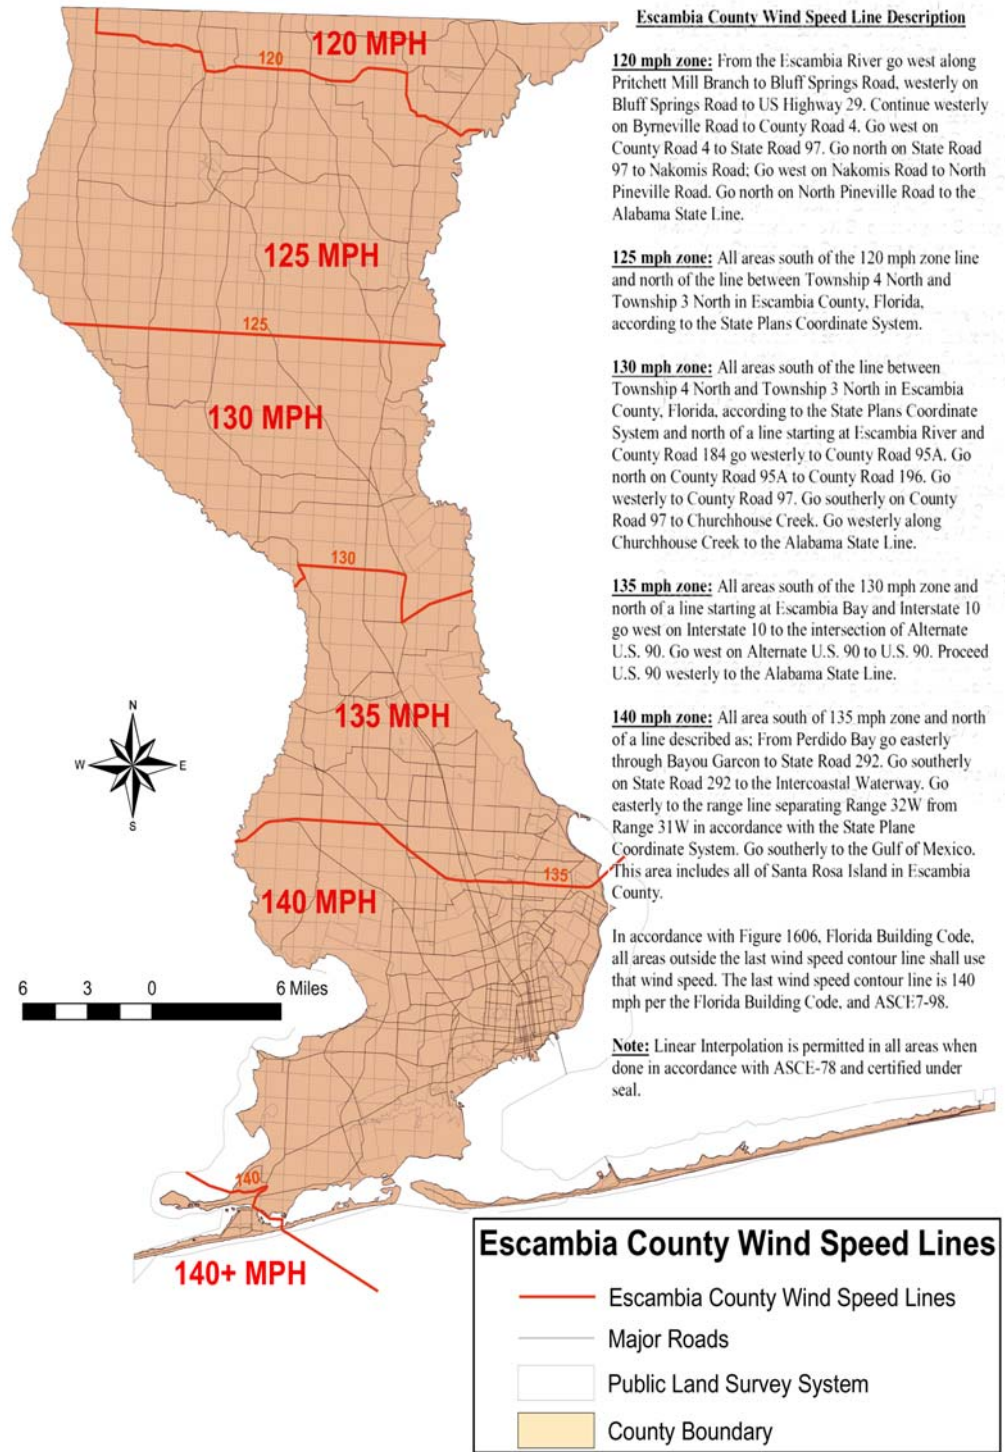 Escambia County Wind Speed Line Description
120 mph zone: From the Escambia River go west along
Pritchett Mill Branch to Bluff Springs Road, westerly on
Bluff Springs Road to US Highway 29. Continue westerly
on Byrneville Road to County Road 4. Go west on
County Road 4 to State Road 97. Go north on State Road
97 to Nakomis Road; Go west on Nakomis Road to North
Pineville Road. Go north on North Pineville Road to the
Alabama State Line.
125 mph zone: All areas south of the 120 mph zone line
and north of the line between Township 4 North and
Township 3 North in Escambia County, Florida,
according to the State Plans Coordinate System.
130 mph zone: All areas south of the line between
Township 4 North and Township 3 North in Escambia
County, Florida, according to the State Plans Coordinate
System and north of a line starting at Escambia River and
County Road 184 go westerly to County Road 95A. Go
north on County Road 95A to County Road 196. Go
westerly to County Road 97. Go southerly on County
Road 97 to Churchhouse Creek. Go westerly along
Churchhouse Creek to the Alabama State Line.
135 mph zone: All areas south of the 130 mph zone and
north of a line starting at Escambia Bay and Interstate 10
go west on Interstate 10 to the intersection of Alternate
U.S. 90. Go west on Alternate U.S. 90 to U.S. 90. Proceed
U.S. 90 westerly to the Alabama State Line.
140 mph zone: All area south of 135 mph zone and north
of a line described as; From Perdido Bay go easterly
through Bayou Garcon to State Road 292. Go southerly
on State Road 292 to the Intercoastal Waterway. Go
easterly to the range line separating Range 32W from
Range 31W in accordance with the State Plane
Coordinate System. Go southerly to the Gulf of Mexico.
This area includes all of Santa Rosa Island in Escambia
County.
In accordance with Figure 1606, Florida Building Code,
all areas outside the last wind speed contour line shall use
that wind speed. The last wind speed contour line is 140
mph per the Florida Building Code, and ASCE7-98.
Note: Linear Interpolation is permitted in all areas when
done in accordance with ASCE-78 and certified under
seal.
120 MPH
120
125 MPH
125
130 MPH
130
135 MPH
135
140 MPH
140
140+ MPH
N
W E
S
6 3 0 6 Miles
Escambia County Wind Speed Lines
Escambia County Wind Speed Lines
Major Roads
Public Land Survey System
County Boundary